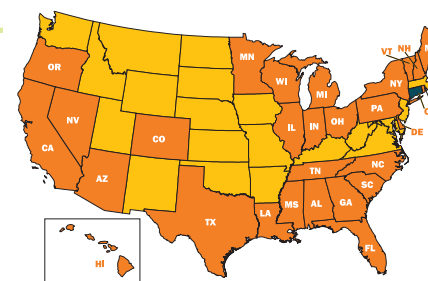 VT NH
MN
OR
WI
NY
MI
PA
NV
IL IN OH
CO
DE
CA
NC
TN
AZ
SC
MS AL GA
LA
TX
FL
HI